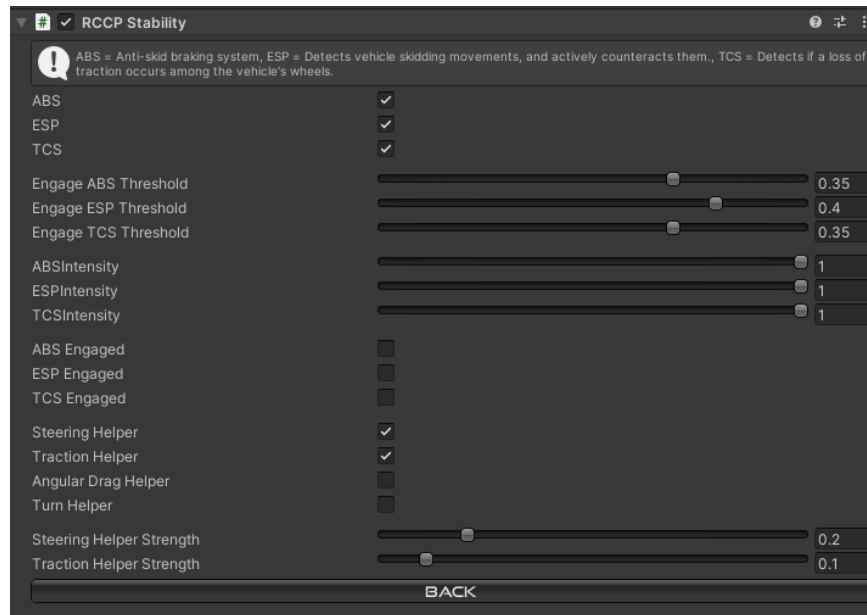 RCCP Stability
ABS = Anti-skid braking system, ESP = Detects vehicle skidding movements, and actively counteracts them., TCS = Detects if a loss of
traction occurs among the vehicle's wheels.
ABS
ESP
TCS
Engage ABS Threshold 0.35
Engage ESP Threshold 0.4
Engage TCS Threshold 0.35
ABSIntensity 1
ESPIntensity 1
TCSIntensity 1
ABS Engaged
ESP Engaged
TCS Engaged
Steering Helper
Traction Helper
Angular Drag Helper
Turn Helper
Steering Helper Strength 0.2
Traction Helper Strength 0.1
BACK